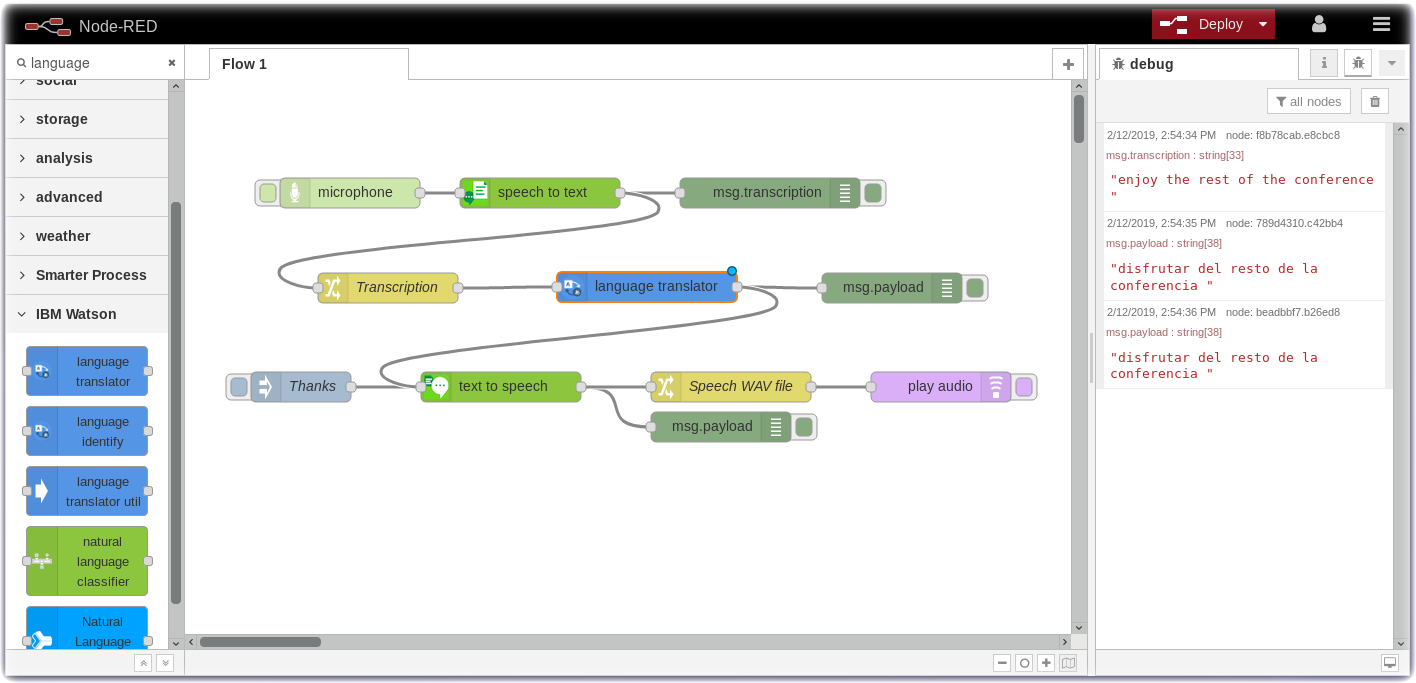 Node-RED
Deploy
language
social
storage
analysis
advanced
weather
Smarter Process
IBM Watson
language
translator
language
identify
language
translator util
natural
language
classifier
Natural
Language
Flow 1
microphone
speech to text
msg.transcription
Transcription
language translator
msg.payload
Thanks
text to speech
Speech WAV file
play audio
msg.payload
debug
all nodes
2/12/2019, 2:54:34 PM node: f8b78cab.e8cbc8
msg.transcription : string[33]
"enjoy the rest of the conference
"
2/12/2019, 2:54:35 PM node: 789d4310.c42bb4
msg.payload : string[38]
"disfrutar del resto de la
conferencia "
2/12/2019, 2:54:36 PM node: beadbbf7.b26ed8
msg.payload : string[38]
"disfrutar del resto de la
conferencia "